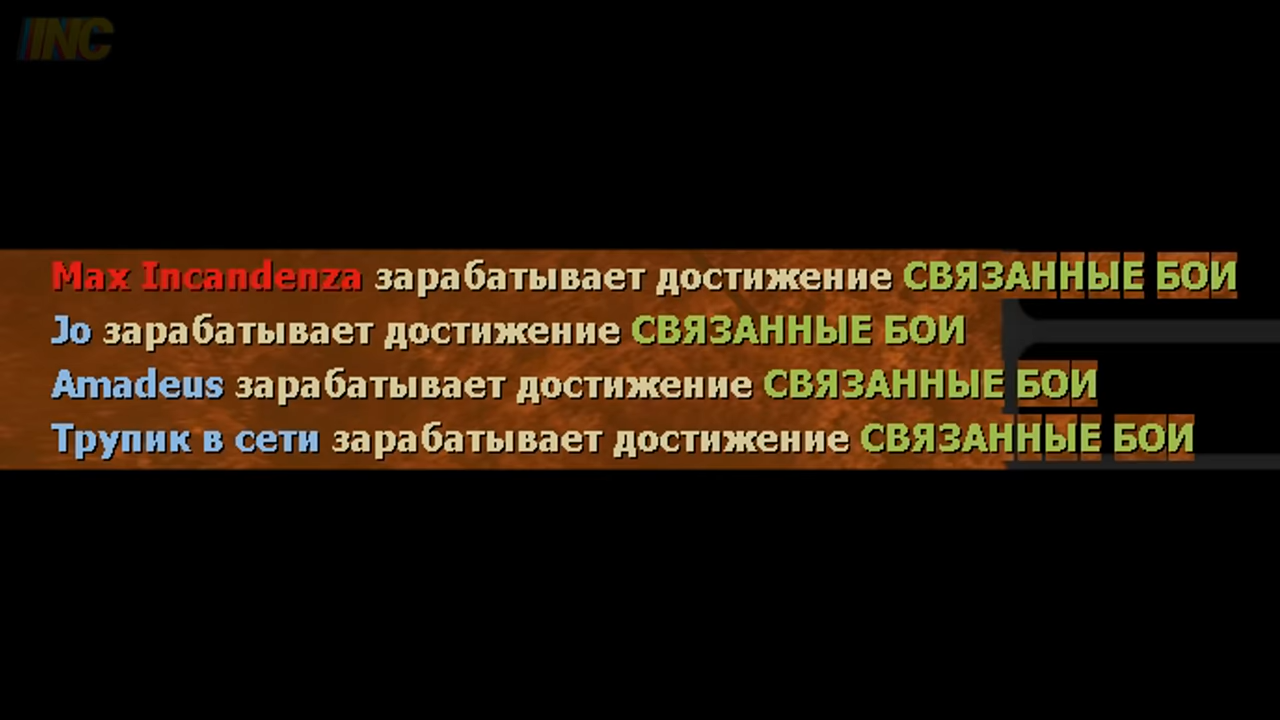 INC
Max Incandenza зарабатывает достижение СВЯЗАННЫЕ БОИ
Jo зарабатывает достижение СВЯЗАННЫЕ БОИ
Amadeus зарабатывает достижение СВЯЗАННЫЕ БОИ
Трупик в сети зарабатывает достижение СВЯЗАННЫЕ БОИ